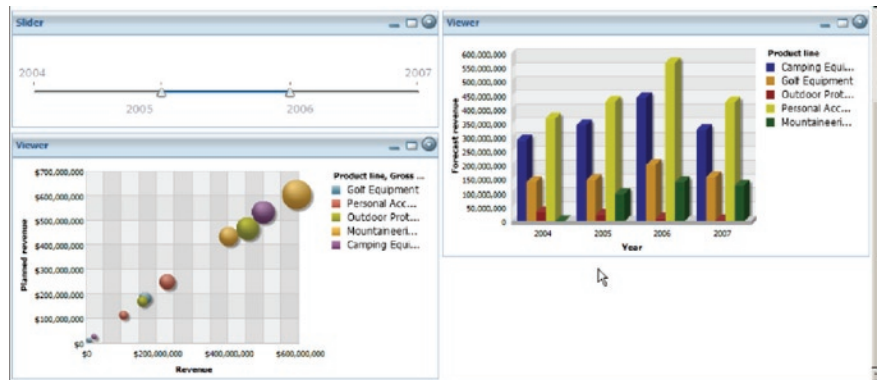 Slider
2004
2007
2005
2006
Viewer
$700,000,000
$600,000,000
$500,000,000
$400,000,000
$300,000,000
$200,000,000
$100,000,000
$0
Planned revenue
$0 $200,000,000 $400,000,000 $600,000,000
Revenue
Product line, Gross ...
Golf Equipment
Personal Acc...
Outdoor Prot...
Mountaineeri...
Camping Equi...
Viewer
600,000,000
550,000,000
500,000,000
450,000,000
400,000,000
350,000,000
300,000,000
250,000,000
200,000,000
150,000,000
100,000,000
50,000,000
0
Forecast revenue
2004 2005 2006 2007
Year
Product line
Camping Equi...
Golf Equipment
Outdoor Prot...
Personal Acc...
Mountaineeri...